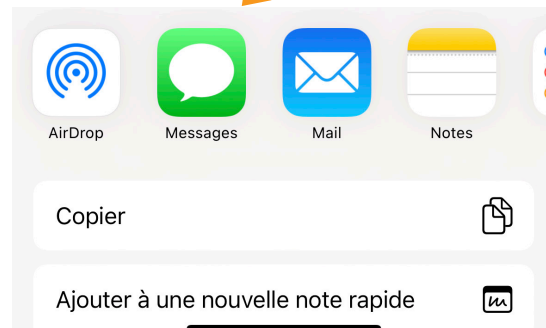 AirDrop Messages Mail Notes
Copier
Ajouter à une nouvelle note rapide